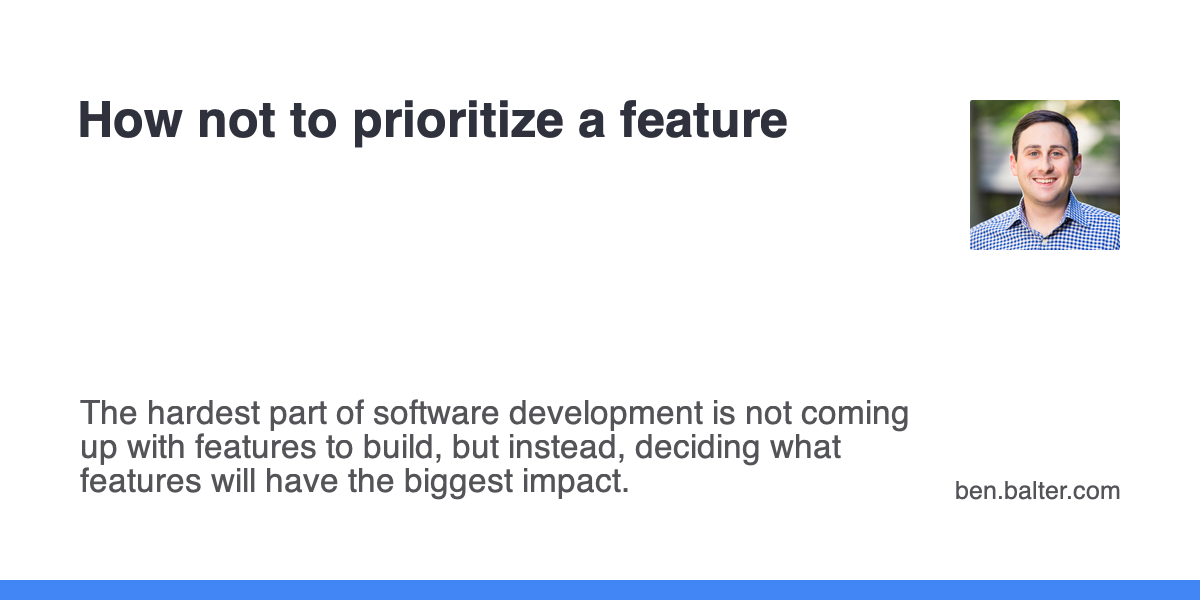 How not to prioritize a feature
The hardest part of software development is not coming
up with features to build, but instead, deciding what
features will have the biggest impact.
ben.balter.com